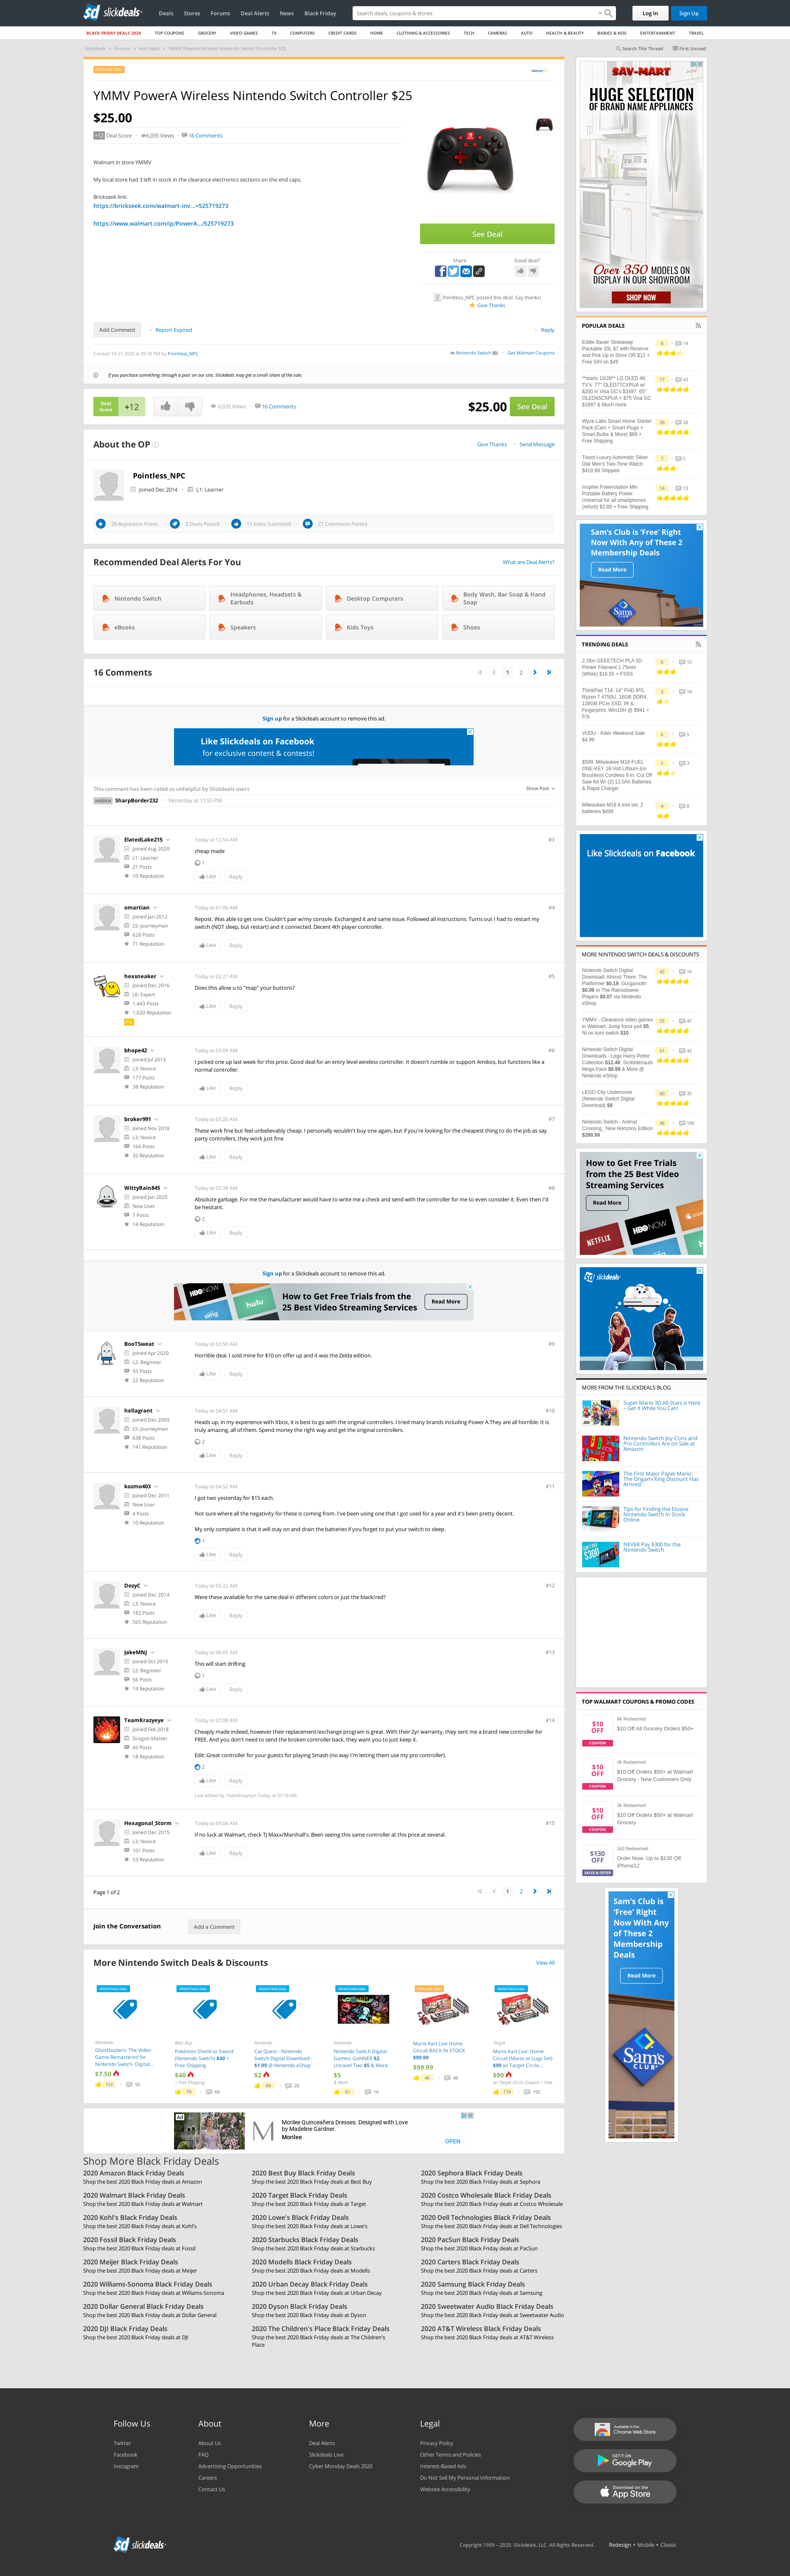 slickdeals
Deals Stores Forums Deal Alerts News Black Friday
Search deals, coupons & stores
Log In
Sign Up
BLACK FRIDAY DEALS 2020 TOP COUPONS GROCERY VIDEO GAMES TV COMPUTERS CREDIT CARDS HOME CLOTHING & ACCESSORIES TECH CAMERAS AUTO HEALTH & BEAUTY BABIES & KIDS ENTERTAINMENT TRAVEL
Slickdeals Forums Hot Deals YMMV PowerA Wireless Nintendo Switch Controller $25
Search This Thread First Unread
YMMV PowerA Wireless Nintendo Switch Controller $25
$25.00
+12 Deal Score 6,035 Views 16 Comments
Walmart in store YMMV
My local store had 3 left in stock in the clearance electronics sections on the end caps.
Brickseek link:
https://brickseek.com/walmart-inv...=525719273
https://www.walmart.com/ip/PowerA.../525719273
See Deal
Share
Good deal?
Pointless_NPC posted this deal. Say thanks!
Give Thanks
Add Comment
Report Expired
Reply
Created 10-21-2020 at 09:18 PM by Pointless_NPC
in Nintendo Switch (6) Get Walmart Coupons
If you purchase something through a post on our site, Slickdeals may get a small share of the sale.
Deal Score +12
6,035 Views 16 Comments
$25.00 See Deal
About the OP
Give Thanks Send Message
Pointless_NPC
Joined Dec 2014 L1: Learner
26 Reputation Points 3 Deals Posted 11 Votes Submitted 21 Comments Posted
Recommended Deal Alerts For You
What are Deal Alerts?
Nintendo Switch
Headphones, Headsets & Earbuds
Desktop Computers
Body Wash, Bar Soap & Hand Soap
eBooks
Speakers
Kids Toys
Shoes
16 Comments
1 2
Sign up for a Slickdeals account to remove this ad.
Like Slickdeals on Facebook
for exclusive content & contests!
This comment has been rated as unhelpful by Slickdeals users
Show Post
HIDDEN SharpBorder232 Yesterday at 11:55 PM
ElatedLake215
Joined Aug 2020
L1: Learner
21 Posts
10 Reputation
Today at 12:54 AM
#3
cheap made
1
Like Reply
omartian
Joined Jan 2012
L5: Journeyman
628 Posts
71 Reputation
Today at 01:00 AM
#4
Repost. Was able to get one. Couldn't pair w/my console. Exchanged it and same issue. Followed all instructions. Turns out I had to restart my
switch (NOT sleep, but restart) and it connected. Decent 4th player controller.
Like Reply
hexsneaker
Joined Dec 2016
L6: Expert
1,443 Posts
1,020 Reputation
Pro
Today at 02:27 AM
#5
Does this allow u to "map" your buttons?
Like Reply
bhope42
Joined Jul 2013
L3: Novice
177 Posts
38 Reputation
Today at 03:09 AM
#6
I picked one up last week for this price. Good deal for an entry level wireless controller. It doesn't rumble or support Amibos, but functions like a
normal controller.
Like Reply
broker991
Joined Nov 2018
L3: Novice
164 Posts
32 Reputation
Today at 03:20 AM
#7
These work fine but feel unbelievably cheap. I personally wouldn't buy one again, but if you're looking for the cheapest thing to do the job as say
party controllers, they work just fine
Like Reply
WittyRain845
Joined Jan 2020
New User
7 Posts
14 Reputation
Today at 03:38 AM
#8
Absolute garbage. For me the manufacturer would have to write me a check and send with the controller for me to even consider it. Even then I'd
be hesitant.
2
Like Reply
Sign up for a Slickdeals account to remove this ad.
HBO NOW sling hulu
How to Get Free Trials from the
25 Best Video Streaming Services
Read More
BooTSweat
Joined Apr 2020
L2: Beginner
93 Posts
22 Reputation
Today at 03:50 AM
#9
Horrible deal. I sold mine for $10 on offer up and it was the Zelda edition.
Like Reply
hellagrant
Joined Dec 2009
L5: Journeyman
638 Posts
141 Reputation
Today at 04:51 AM
#10
Heads up, in my experience with Xbox, it is best to go with the original controllers. I tried many brands including Power A.They are all horrible. It is
truly amazing, all of them. Spend money the right way and get the original controllers.
2
Like Reply
kozmo403
Joined Dec 2011
New User
4 Posts
10 Reputation
Today at 04:52 AM
#11
I got two yesterday for $15 each.
Not sure where all the negativity for these is coming from. I've been using one that I got used for a year and it's been pretty decent.
My only complaint is that it will stay on and drain the batteries if you forget to put your switch to sleep.
1
Like Reply
DozyC
Joined Dec 2014
L3: Novice
182 Posts
565 Reputation
Today at 05:22 AM
#12
Were these available for the same deal in different colors or just the black/red?
Like Reply
JakeMNJ
Joined Oct 2015
L2: Beginner
56 Posts
14 Reputation
Today at 06:05 AM
#13
This will start drifting
1
Like Reply
TeamKrazyeye
Joined Feb 2018
Dragon Master
45 Posts
18 Reputation
Today at 07:08 AM
#14
Cheaply made indeed, however their replacement/exchange program is great. With their 2yr warranty, they sent me a brand new controller for
FREE. And you don't need to send the broken controller back, they want you to just keep it.
Edit: Great controller for your guests for playing Smash (no way I'm letting them use my pro controller).
2
Like Reply
Last edited by TeamKrazyeye Today at 07:10 AM.
Hexagonal_Storm
Joined Dec 2015
L3: Novice
101 Posts
53 Reputation
Today at 09:04 AM
#15
If no luck at Walmart, check TJ Maxx/Marshall's. Been seeing this same controller at this price at several.
Like Reply
Page 1 of 2
1 2
Join the Conversation
Add a Comment
More Nintendo Switch Deals & Discounts
View All
Nintendo
Ghostbusters: The Video Game Remastered for Nintendo Switch- Digital...
$7.50
Best Buy
Pokémon Shield or Sword (Nintendo Switch) $40 + Free Shipping
$40
+ Free Shipping
Nintendo
Cat Quest - Nintendo Switch Digital Download - $1.99 @ Nintendo eShop
$2
Nintendo
Nintendo Switch Digital Games: GoNNER $2, Unravel Two $5 & More
$5
& More
Mario Kart Live Home Circuit BACK IN STOCK $99.99
$99.99
Target
Mario Kart Live: Home Circuit (Mario or Luigi Set) $90 w/ Target Circle...
$90
Ad
Morilee Quinceañera Dresses. Designed with Love
by Madeline Gardner.
Morilee
OPEN
SAV-MART
HUGE SELECTION
OF BRAND NAME APPLIANCES
Over 350 MODELS ON
DISPLAY IN OUR SHOWROOM
SHOP NOW
POPULAR DEALS
Eddie Bauer Stowaway Packable 20L $7 with Reserve and Pick Up in Store OR $12 + Free S/H on $49
8 14
**starts 10/26** LG OLED 4K TV's: 77" OLED77CXPUA w/ $200 in Visa GC's $3497, 65" OLED65CXPUA + $75 Visa GC $1897 & Much more
17 43
Wyze Labs Smart Home Starter Pack (Cam + Smart Plugs + Smart Bulbs & More) $69 + Free Shipping
26 28
Tissot Luxury Automatic Silver Dial Men's Two-Tone Watch $419.99 Shipped
7 5
mophie Powerstation Min Portable Battery Power Universal for all smartphones (refurb) $3.89 + Free Shipping
14 13
Sam's Club is 'Free' Right
Now With Any of These 2
Membership Deals
Read More
Sam's
TRENDING DEALS
2.2lbs GEEETECH PLA 3D Printer Filament 1.75mm (White) $16.55 + FSSS
6 15
ThinkPad T14: 14" FHD IPS, Ryzen 7 4750U, 16GB DDR4, 128GB PCIe SSD, IR & Fingerprint, Win10H @ $941 + F/S
3 18
VUDU - Killer Weekend Sale $4.99
6 5
$599, Milwaukee M18 FUEL ONE-KEY 18-Volt Lithium-Ion Brushless Cordless 9 in. Cut Off Saw Kit W/ (2) 12.0Ah Batteries & Rapid Charger
5 3
Milwaukee M18 6 tool set, 2 batteries $499
4 8
Like Slickdeals on Facebook
MORE NINTENDO SWITCH DEALS & DISCOUNTS
Nintendo Switch Digital Download: Almost There: The Platformer $0.19, Gurgamoth $0.09 or The Rainsdowne Players $0.07 via Nintendo eShop
42 16
YMMV - Clearance video games in Walmart, Jump force ps4 $5, Ni no kuni switch $10
55 47
Nintendo Switch Digital Downloads - Lego Harry Potter Collection $12.49, Scribblenauts Mega Pack $9.99 & More @ Nintendo eShop
61 42
LEGO City Undercover (Nintendo Switch Digital Download) $9
60 35
Nintendo Switch - Animal Crossing_ New Horizons Edition $299.99
46 100
How to Get Free Trials
from the 25 Best Video
Streaming Services
Read More
NETFLIX HBO NOW
slickdeals
MORE FROM THE SLICKDEALS BLOG
Super Mario 3D All-Stars is Here – Get it While You Can!
Nintendo Switch Joy-Cons and Pro Controllers Are on Sale at Amazon
The First Major Paper Mario: The Origami King Discount Has Arrived
Tips for Finding the Elusive Nintendo Switch In Stock Online
NEVER Pay $300 for the Nintendo Switch
TOP WALMART COUPONS & PROMO CODES
$10 OFF COUPON
8k Redeemed
$10 Off All Grocery Orders $50+
$10 OFF COUPON
4k Redeemed
$10 Off Orders $50+ at Walmart Grocery - New Customers Only
$10 OFF COUPON
3k Redeemed
$10 Off Orders $50+ at Walmart Grocery
$130 OFF SALES & OFFER
242 Redeemed
Order Now- Up to $130 Off iPhone12
Sam's Club is
'Free' Right
Now With Any
of These 2
Membership
Deals
Read More
Sam's CLUB
Shop More Black Friday Deals
2020 Amazon Black Friday Deals
Shop the best 2020 Black Friday deals at Amazon
2020 Best Buy Black Friday Deals
Shop the best 2020 Black Friday deals at Best Buy
2020 Sephora Black Friday Deals
Shop the best 2020 Black Friday deals at Sephora
2020 Walmart Black Friday Deals
Shop the best 2020 Black Friday deals at Walmart
2020 Target Black Friday Deals
Shop the best 2020 Black Friday deals at Target
2020 Costco Wholesale Black Friday Deals
Shop the best 2020 Black Friday deals at Costco Wholesale
2020 Kohl's Black Friday Deals
Shop the best 2020 Black Friday deals at Kohl's
2020 Lowe's Black Friday Deals
Shop the best 2020 Black Friday deals at Lowe's
2020 Dell Technologies Black Friday Deals
Shop the best 2020 Black Friday deals at Dell Technologies
2020 Fossil Black Friday Deals
Shop the best 2020 Black Friday deals at Fossil
2020 Starbucks Black Friday Deals
Shop the best 2020 Black Friday deals at Starbucks
2020 PacSun Black Friday Deals
Shop the best 2020 Black Friday deals at PacSun
2020 Meijer Black Friday Deals
Shop the best 2020 Black Friday deals at Meijer
2020 Modells Black Friday Deals
Shop the best 2020 Black Friday deals at Modells
2020 Carters Black Friday Deals
Shop the best 2020 Black Friday deals at Carters
2020 Williams-Sonoma Black Friday Deals
Shop the best 2020 Black Friday deals at Williams-Sonoma
2020 Urban Decay Black Friday Deals
Shop the best 2020 Black Friday deals at Urban Decay
2020 Samsung Black Friday Deals
Shop the best 2020 Black Friday deals at Samsung
2020 Dollar General Black Friday Deals
Shop the best 2020 Black Friday deals at Dollar General
2020 Dyson Black Friday Deals
Shop the best 2020 Black Friday deals at Dyson
2020 Sweetwater Audio Black Friday Deals
Shop the best 2020 Black Friday deals at Sweetwater Audio
2020 DJI Black Friday Deals
Shop the best 2020 Black Friday deals at DJI
2020 The Children's Place Black Friday Deals
Shop the best 2020 Black Friday deals at The Children's
Place
2020 AT&T Wireless Black Friday Deals
Shop the best 2020 Black Friday deals at AT&T Wireless
Follow Us
Twitter
Facebook
Instagram
About
About Us
FAQ
Advertising Opportunities
Careers
Contact Us
More
Deal Alerts
Slickdeals Live
Cyber Monday Deals 2020
Legal
Privacy Policy
Other Terms and Policies
Interest-Based Ads
Do Not Sell My Personal Information
Website Accessibility
Available in the Chrome Web Store
GET IT ON Google Play
Download on the App Store
slickdeals
Copyright 1999 - 2020. Slickdeals, LLC. All Rights Reserved.
Redesign • Mobile • Classic